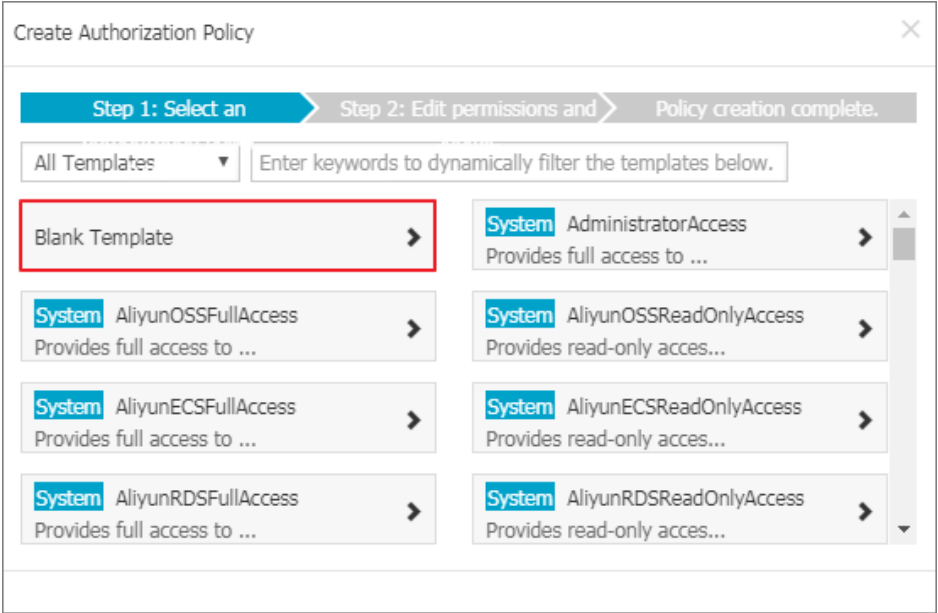 Create Authorization Policy
Step 1: Select an
Step 2: Edit permissions and
Policy creation complete.
All Templates
Enter keywords to dynamically filter the templates below.
Blank Template
System AdministratorAccess
Provides full access to ...
System AliyunOSSFullAccess
Provides full access to ...
System AliyunOSSReadOnlyAccess
Provides read-only acces...
System AliyunECSFullAccess
Provides full access to ...
System AliyunECSReadOnlyAccess
Provides read-only acces...
System AliyunRDSFullAccess
Provides full access to ...
System AliyunRDSReadOnlyAccess
Provides read-only acces...